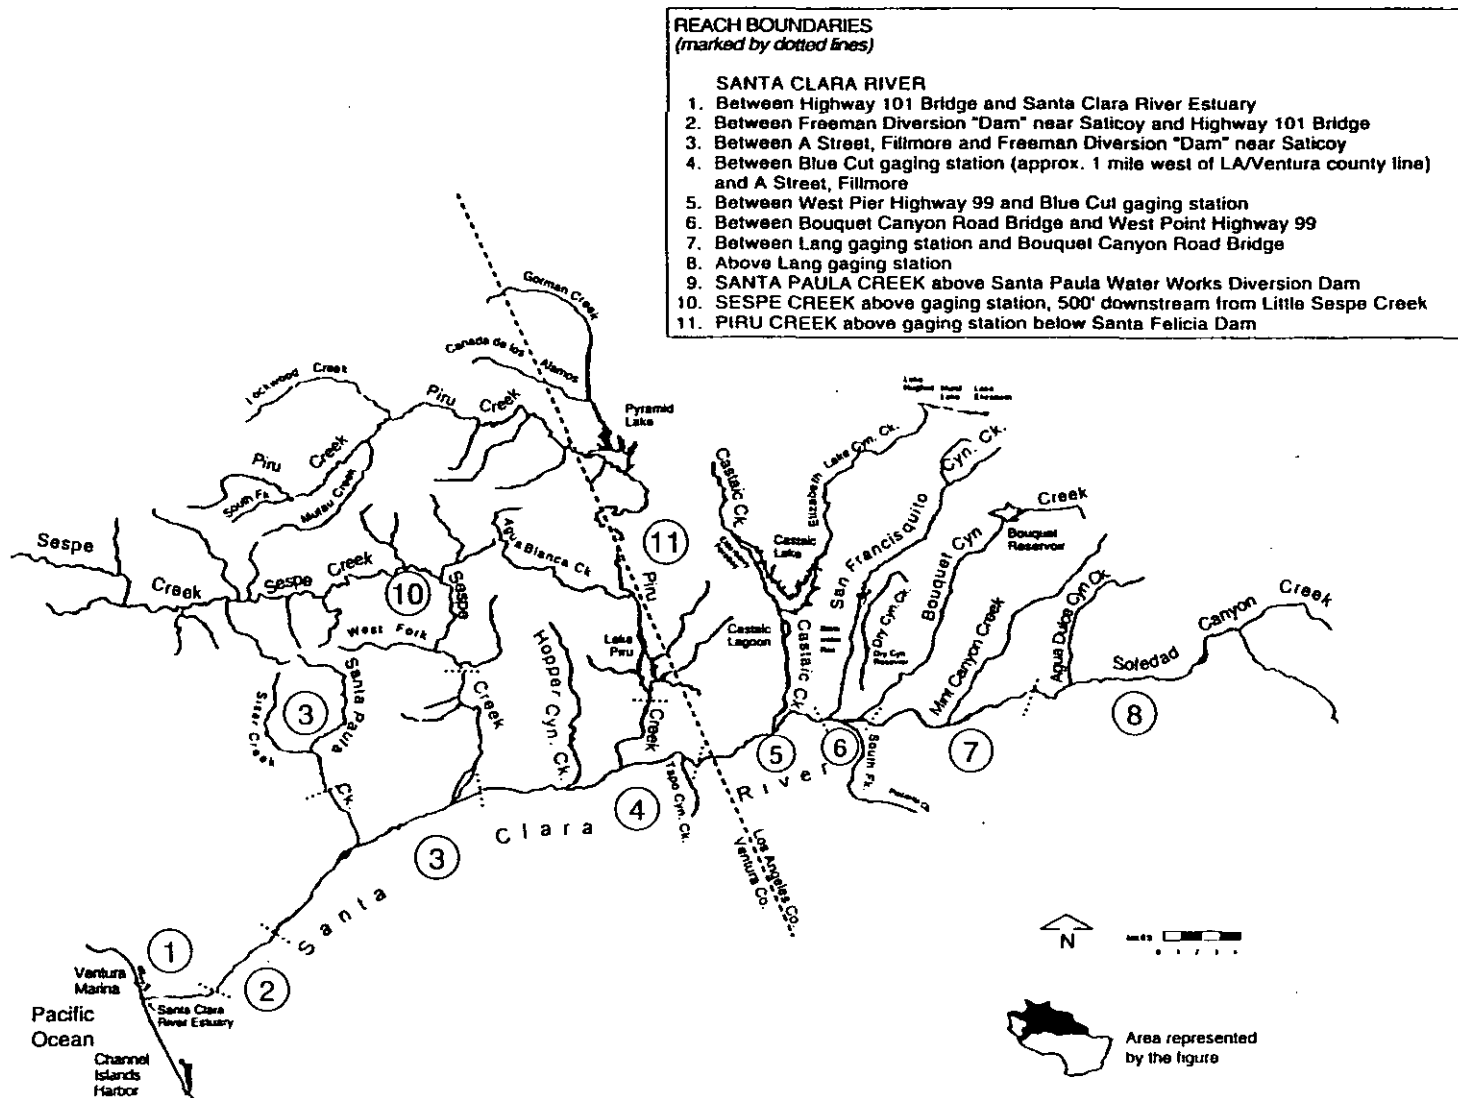 REACH BOUNDARIES
(marked by dotted lines)
SANTA CLARA RIVER
1. Between Highway 101 Bridge and Santa Clara River Estuary
2. Between Freeman Diversion "Dam" near Saticoy and Highway 101 Bridge
3. Between A Street, Fillmore and Freeman Diversion "Dam" near Saticoy
4. Between Blue Cut gaging station (approx. 1 mile west of LA/Ventura county line)
and A Street, Fillmore
5. Between West Pier Highway 99 and Blue Cut gaging station
6. Between Bouquet Canyon Road Bridge and West Point Highway 99
7. Between Lang gaging station and Bouquet Canyon Road Bridge
8. Above Lang gaging station
9. SANTA PAULA CREEK above Santa Paula Water Works Diversion Dam
10. SESPE CREEK above gaging station, 500' downstream from Little Sespe Creek
11. PIRU CREEK above gaging station below Santa Felicia Dam
Gorman Creek
Canada de los Alamos
Lockwood Creek
Piru Creek
Pyramid
Lake
Piru Creek
South Fk
Mutau Creek
Lake
Hughes
Munz
Lake
Lake
Elizabeth
Elizabeth Lake Cyn. Ck.
Castaic Ck.
Castaic
Lake
San Francisquito Cyn. Ck.
Bouquet Cyn Creek
Bouquet
Reservoir
Sespe Creek
Sespe Creek
10
Sespe Creek
West Fork
Agua Blanca Ck
11
Piru Creek
Lake
Piru
Castaic
Lagoon
Castaic Ck.
Dry Cyn Ck.
Dry Cyn
Reservoir
Mint Canyon Creek
Agua Dulce Cyn Ck.
Soledad Canyon Creek
8
Hopper Cyn. Ck.
Santa Paula Ck.
Sisar Creek
3
5
6
7
South Fk.
4
Tapo Cyn. Ck.
3
Santa Clara River
Los Angeles Co.
Ventura Co.
1
2
Ventura
Marina
Santa Clara
River Estuary
Pacific
Ocean
Channel
Islands
Harbor
N
Area represented
by the figure